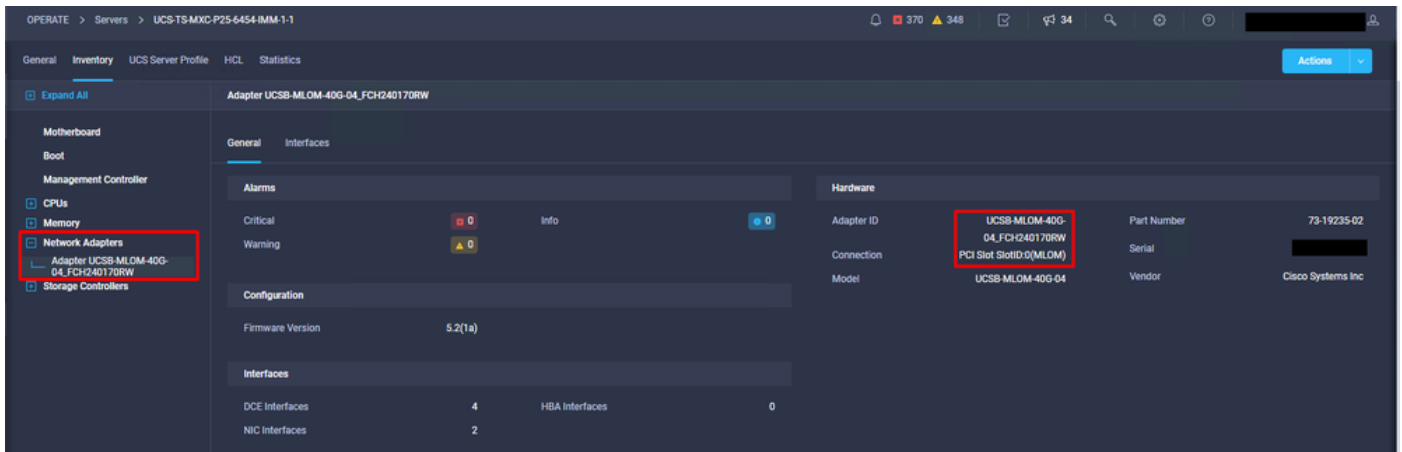 OPERATE > Servers > UCS-TS-MXC-P25-6454-IMM-1-1
370 348 34
General Inventory UCS Server Profile HCL Statistics
Actions
Expand All
Motherboard
Boot
Management Controller
CPUs
Memory
Network Adapters
Adapter UCSB-MLOM-40G-
04_FCH240170RW
Storage Controllers
Adapter UCSB-MLOM-40G-04_FCH240170RW
General Interfaces
Alarms
Critical 0 Info 0
Warning 0
Configuration
Firmware Version 5.2(1a)
Interfaces
DCE Interfaces 4 HBA Interfaces 0
NIC Interfaces 2
Hardware
Adapter ID UCSB-MLOM-40G-
04_FCH240170RW
Connection PCI Slot SlotID:0(MLOM)
Model UCSB-MLOM-40G-04
Part Number 73-19235-02
Serial
Vendor Cisco Systems Inc